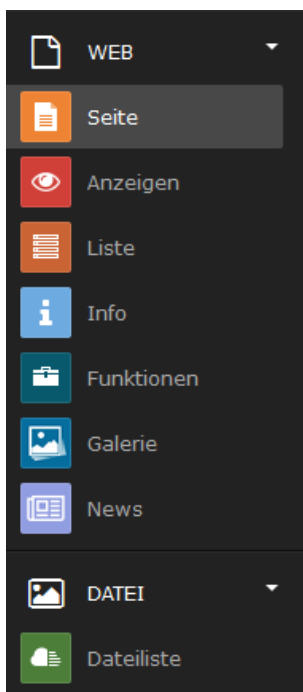 WEB
Seite
Anzeigen
Liste
Info
Funktionen
Galerie
News
DATEI
Dateiliste